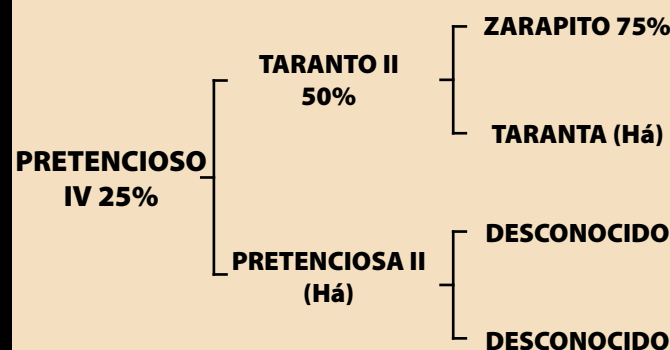 ZARAPITO 75%
TARANTO II
50%
TARANTA (Há)
PRETENCIOSO
IV 25%
DESCONOCIDO
PRETENCIOSA II
(Há)
DESCONOCIDO